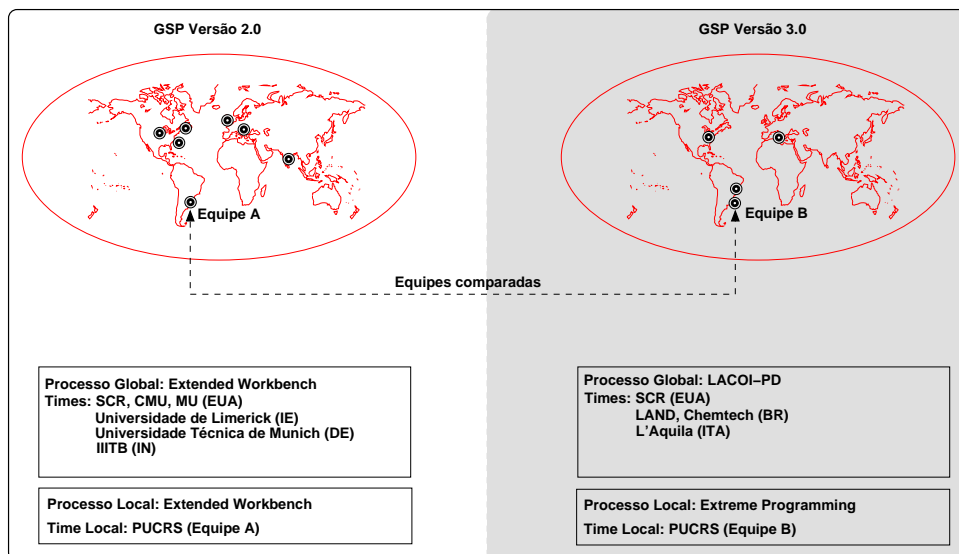 GSP Versão 2.0
GSP Versão 3.0
Equipe A
Equipe B
Equipes comparadas
Processo Global: Extended Workbench
Times: SCR, CMU, MU (EUA)
Universidade de Limerick (IE)
Universidade Técnica de Munich (DE)
IIITB (IN)
Processo Local: Extended Workbench
Time Local: PUCRS (Equipe A)
Processo Global: LACOI–PD
Times: SCR (EUA)
LAND, Chemtech (BR)
L'Aquila (ITA)
Processo Local: Extreme Programming
Time Local: PUCRS (Equipe B)